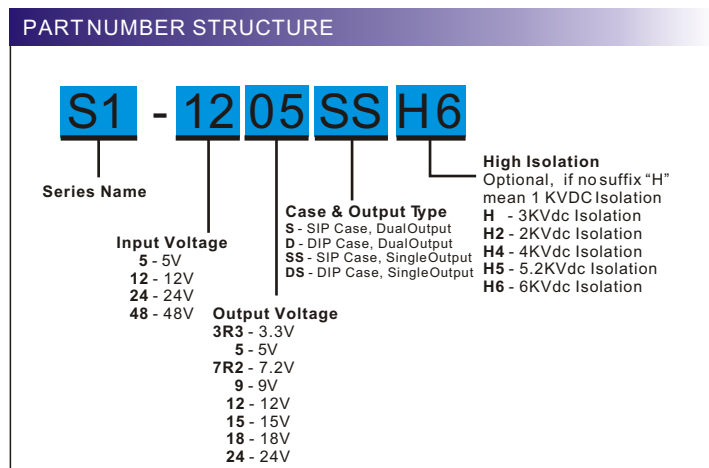 PART NUMBER STRUCTURE
S1 - 12 05 SS H6
Series Name
Input Voltage
5 - 5V
12 - 12V
24 - 24V
48 - 48V
Output Voltage
3R3 - 3.3V
5 - 5V
7R2 - 7.2V
9 - 9V
12 - 12V
15 - 15V
18 - 18V
24 - 24V
Case & Output Type
S - SIP Case, Dual Output
D - DIP Case, Dual Output
SS - SIP Case, Single Output
DS - DIP Case, Single Output
High Isolation
Optional, if no suffix “H”
mean 1 KVDC Isolation
H - 3KVdc Isolation
H2 - 2KVdc Isolation
H4 - 4KVdc Isolation
H5 - 5.2KVdc Isolation
H6 - 6KVdc Isolation